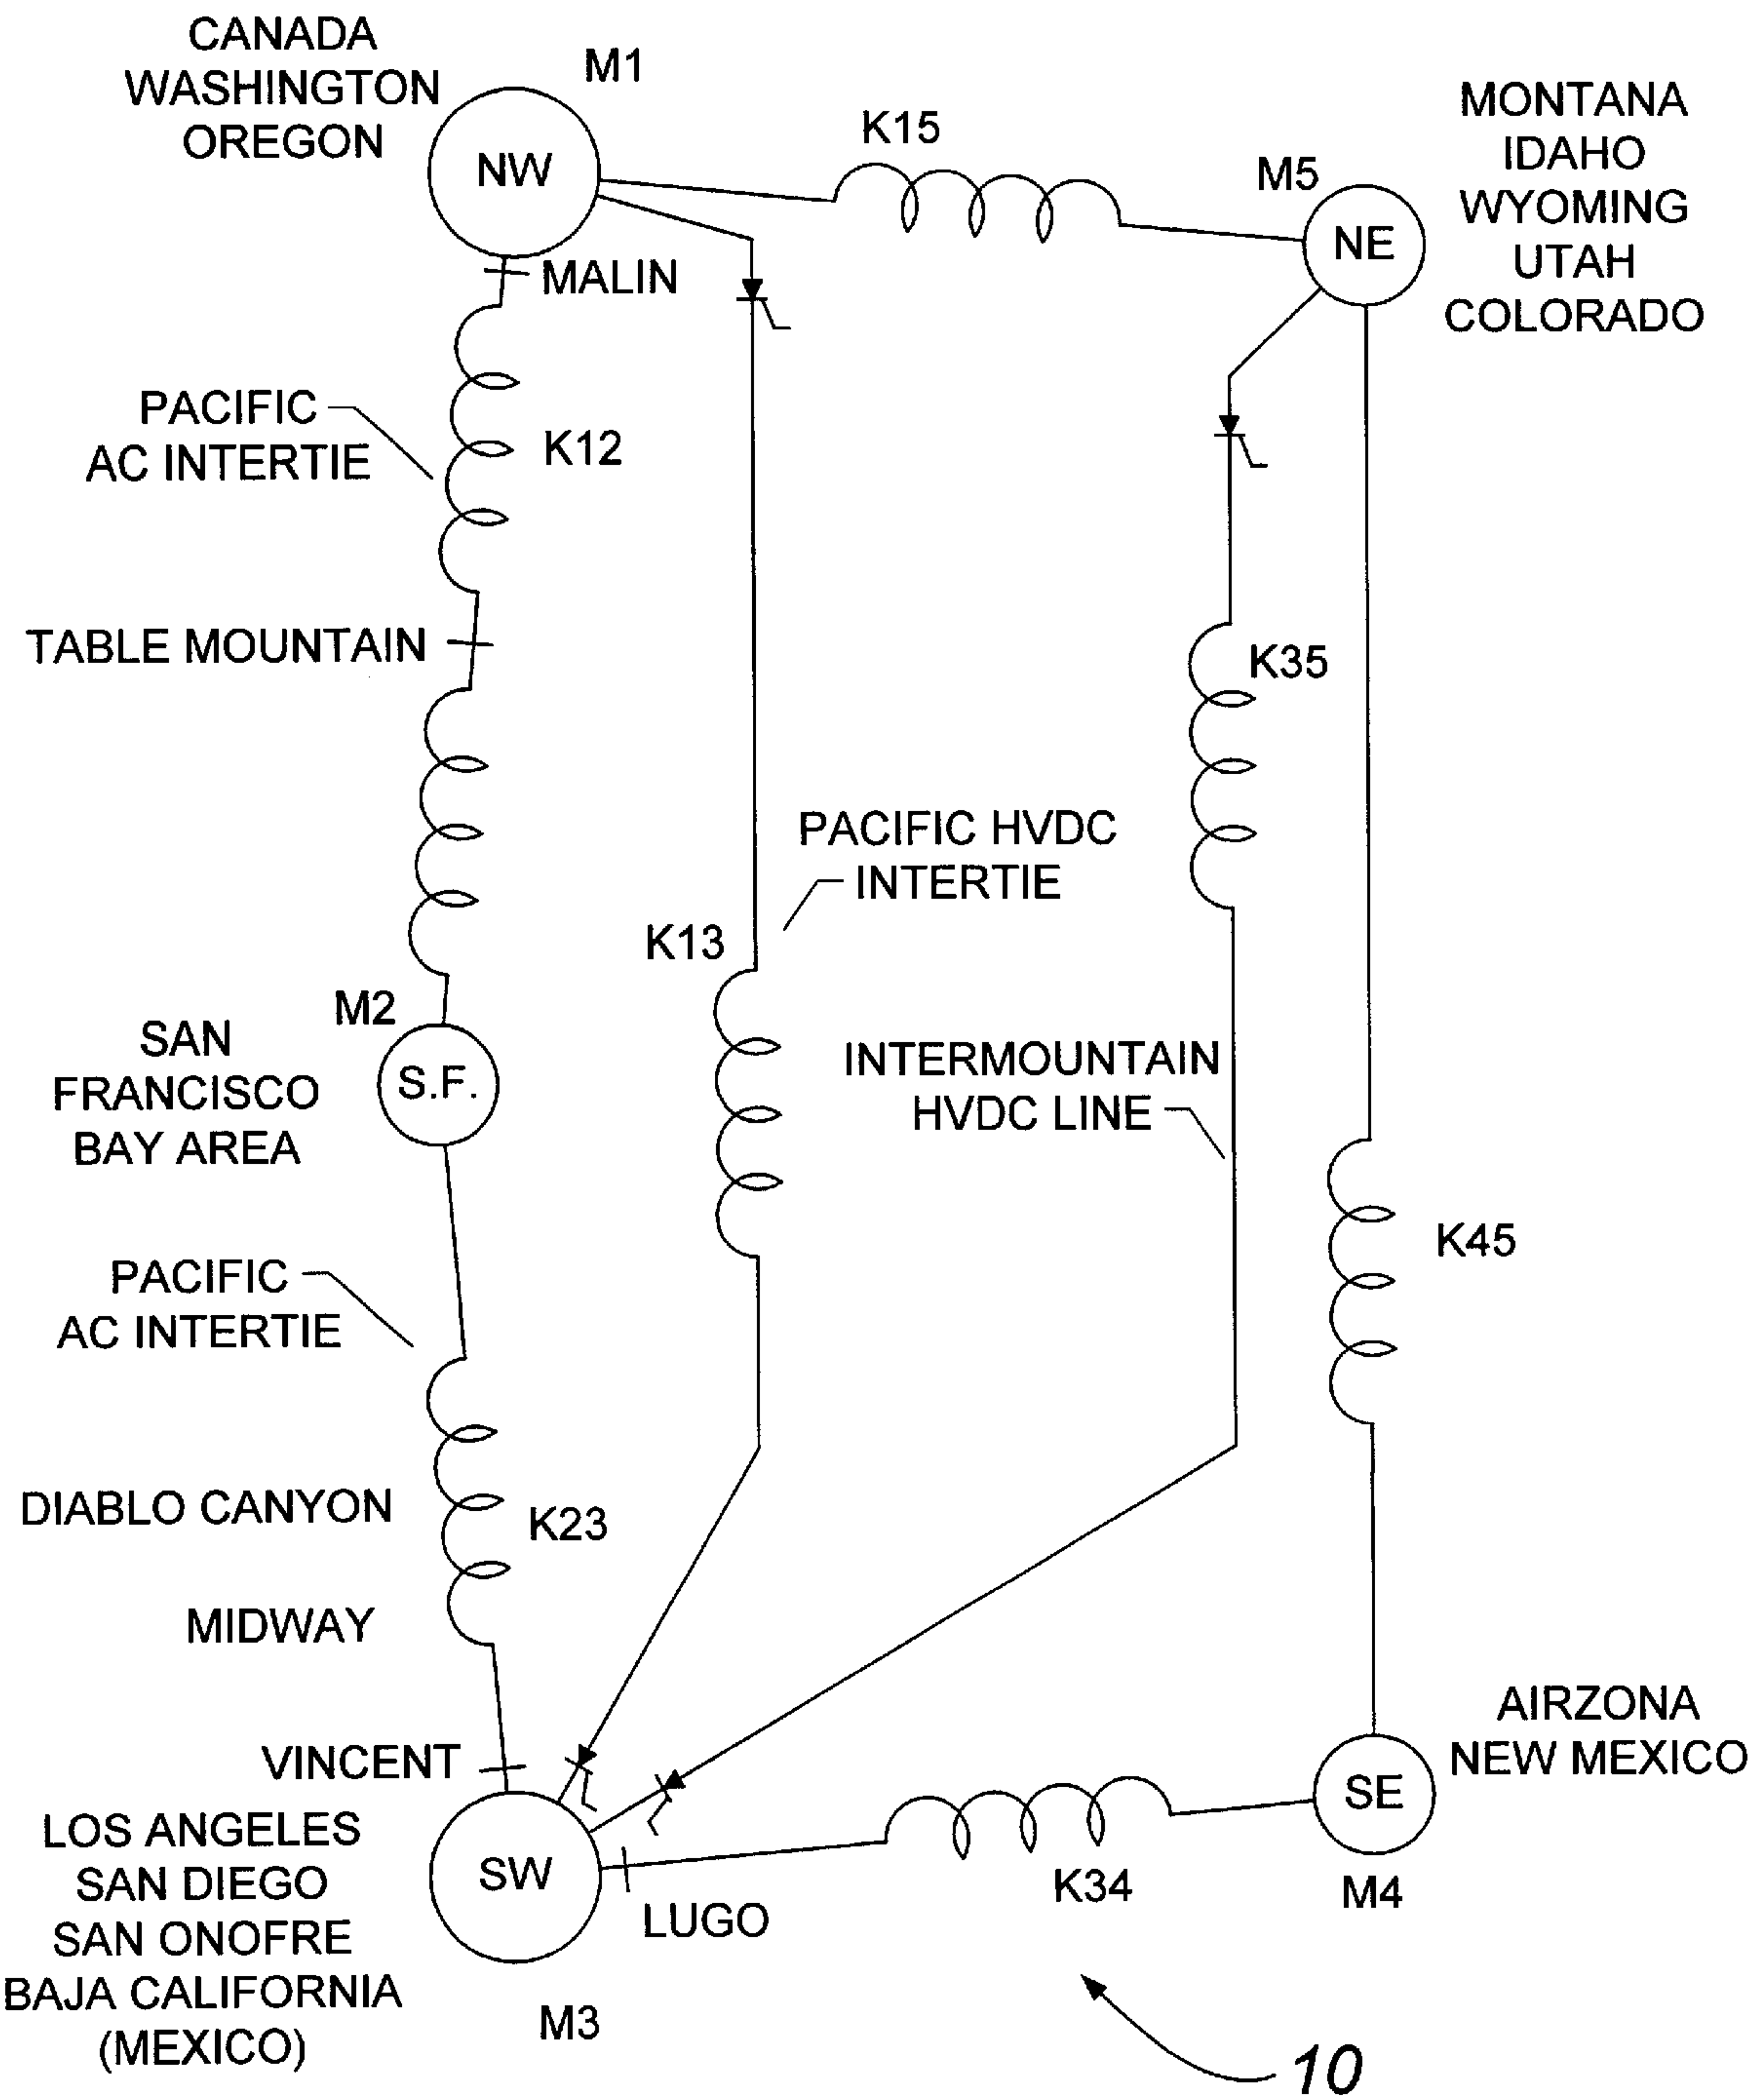 CANADA
WASHINGTON
OREGON
M1
NW
K15
M5
NE
MONTANA
IDAHO
WYOMING
UTAH
COLORADO
MALIN
PACIFIC
AC INTERTIE
K12
TABLE MOUNTAIN
K35
PACIFIC HVDC
INTERTIE
K13
M2
S.F.
SAN
FRANCISCO
BAY AREA
INTERMOUNTAIN
HVDC LINE
K45
PACIFIC
AC INTERTIE
DIABLO CANYON
K23
MIDWAY
VINCENT
AIRZONA
NEW MEXICO
SE
M4
LOS ANGELES
SAN DIEGO
SAN ONOFRE
BAJA CALIFORNIA
(MEXICO)
SW
LUGO
K34
M3
10